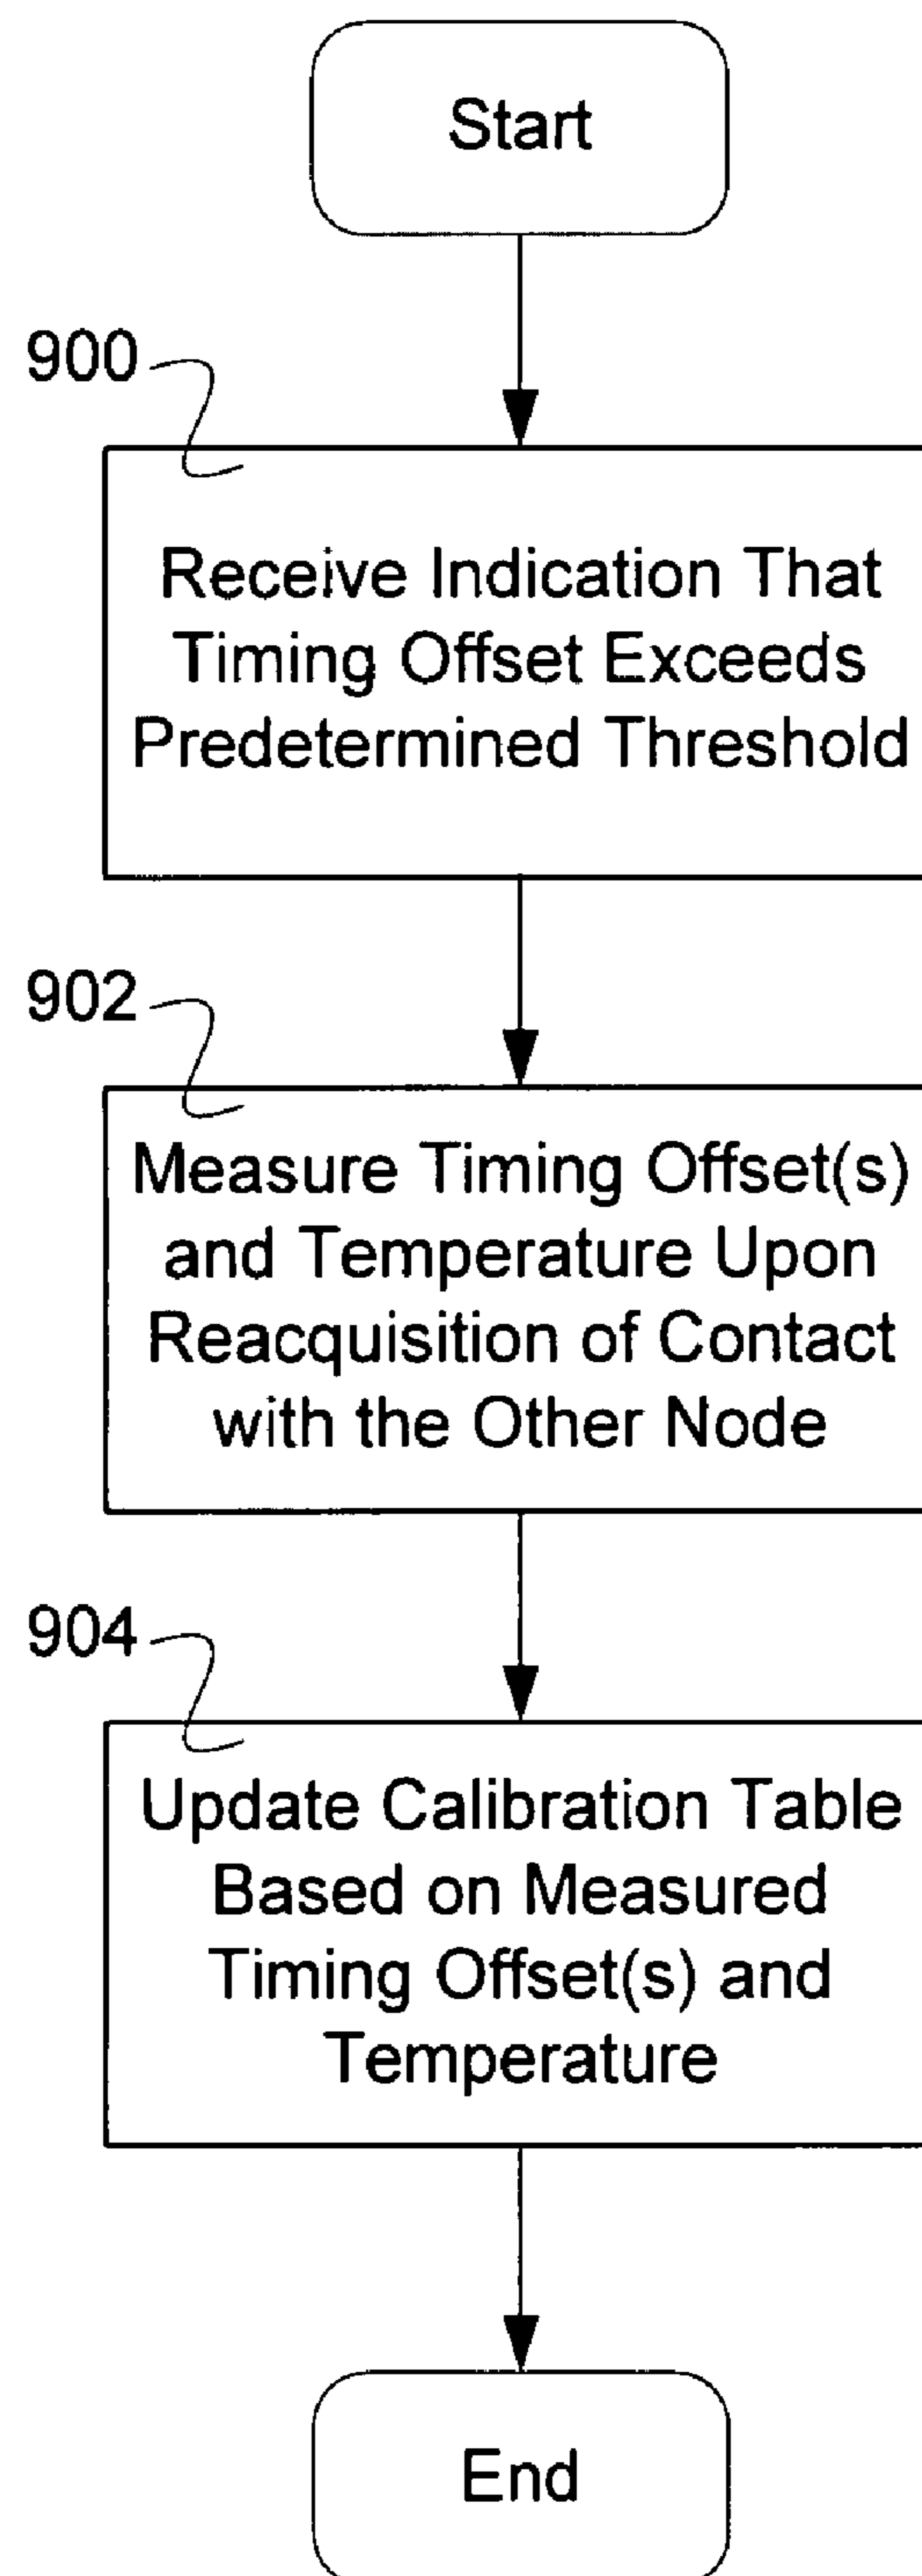 Start
900
Receive Indication That
Timing Offset Exceeds
Predetermined Threshold
902
Measure Timing Offset(s)
and Temperature Upon
Reacquisition of Contact
with the Other Node
904
Update Calibration Table
Based on Measured
Timing Offset(s) and
Temperature
End